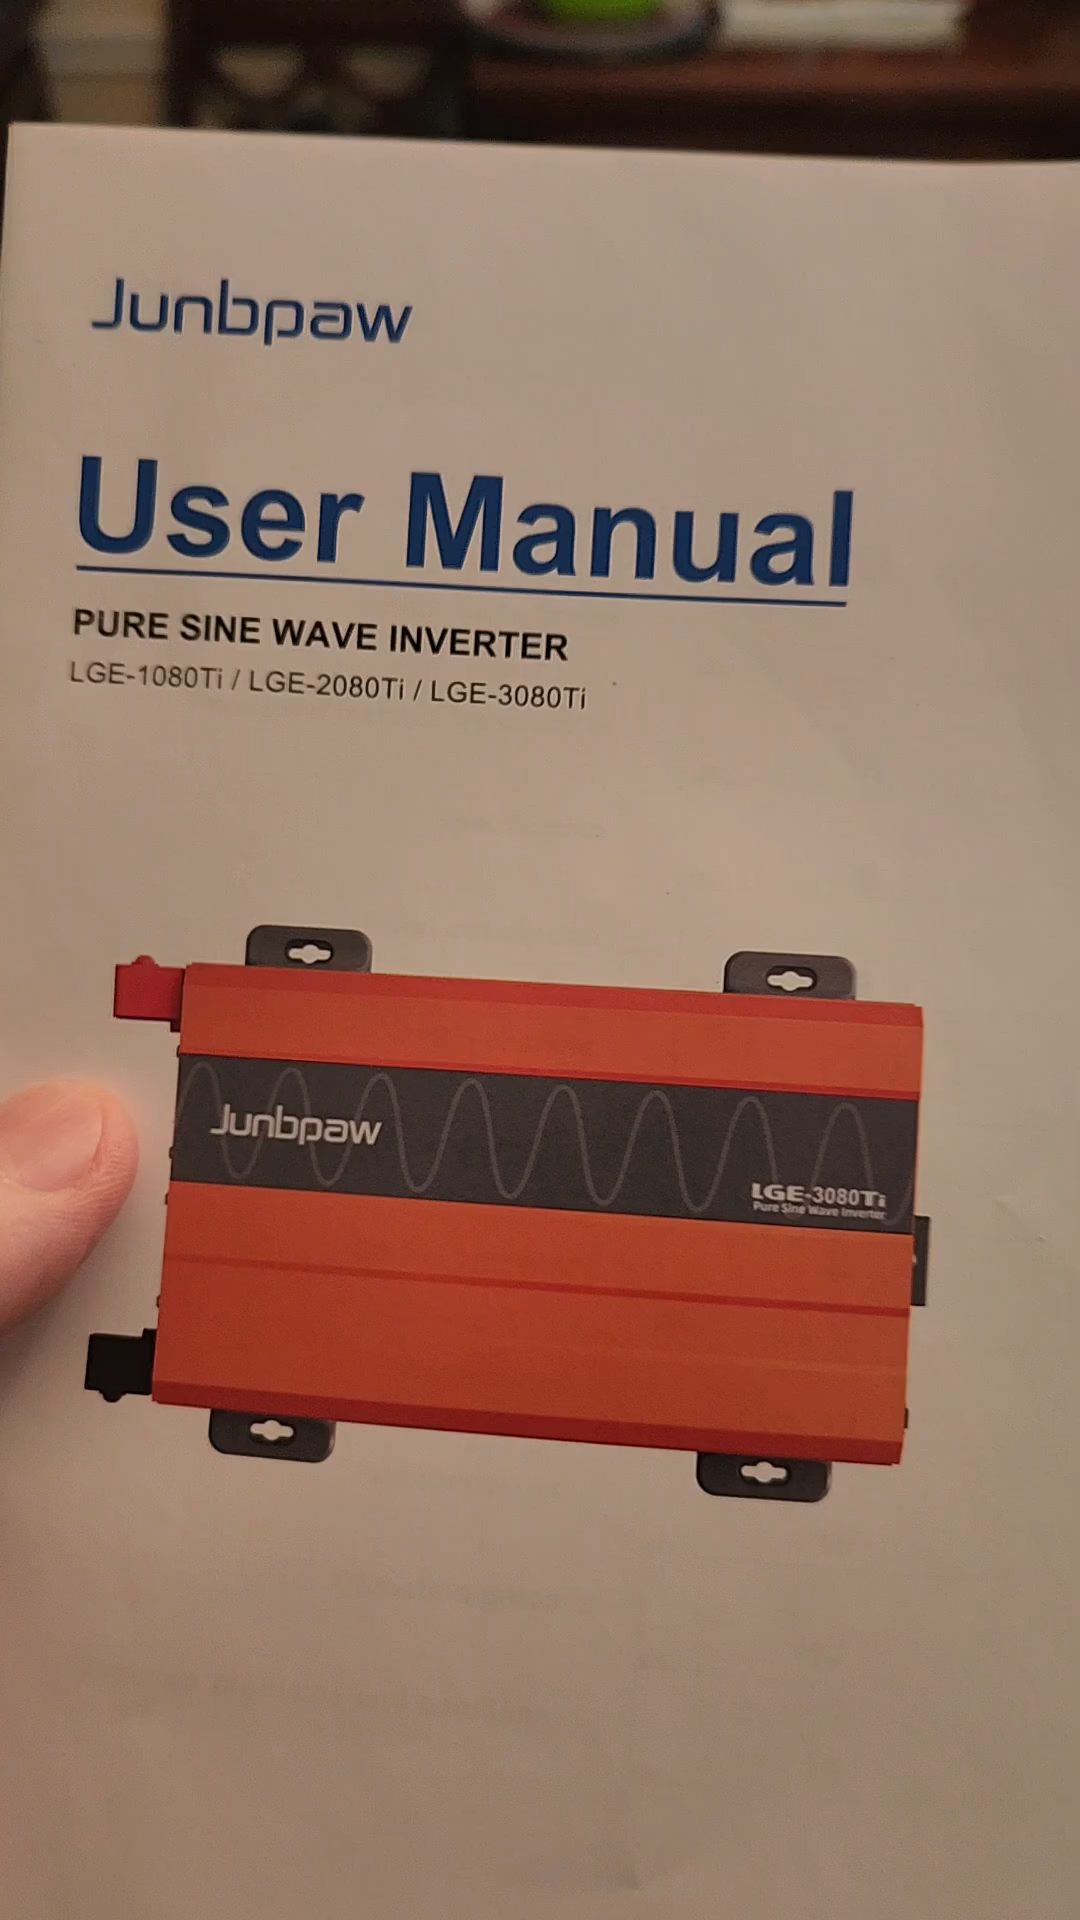 Junbpaw
User Manual
PURE SINE WAVE INVERTER
LGE-1080Ti / LGE-2080Ti / LGE-3080Ti
Junbpaw
LGE-3080Ti
Pure Sine Wave Inverter